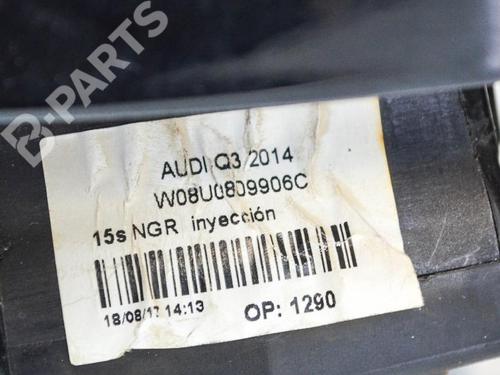 B-PARTS
AUDI Q3 2014
W08U0809906C
15s NGR inyección
18/08/17 14:13
OP: 1290